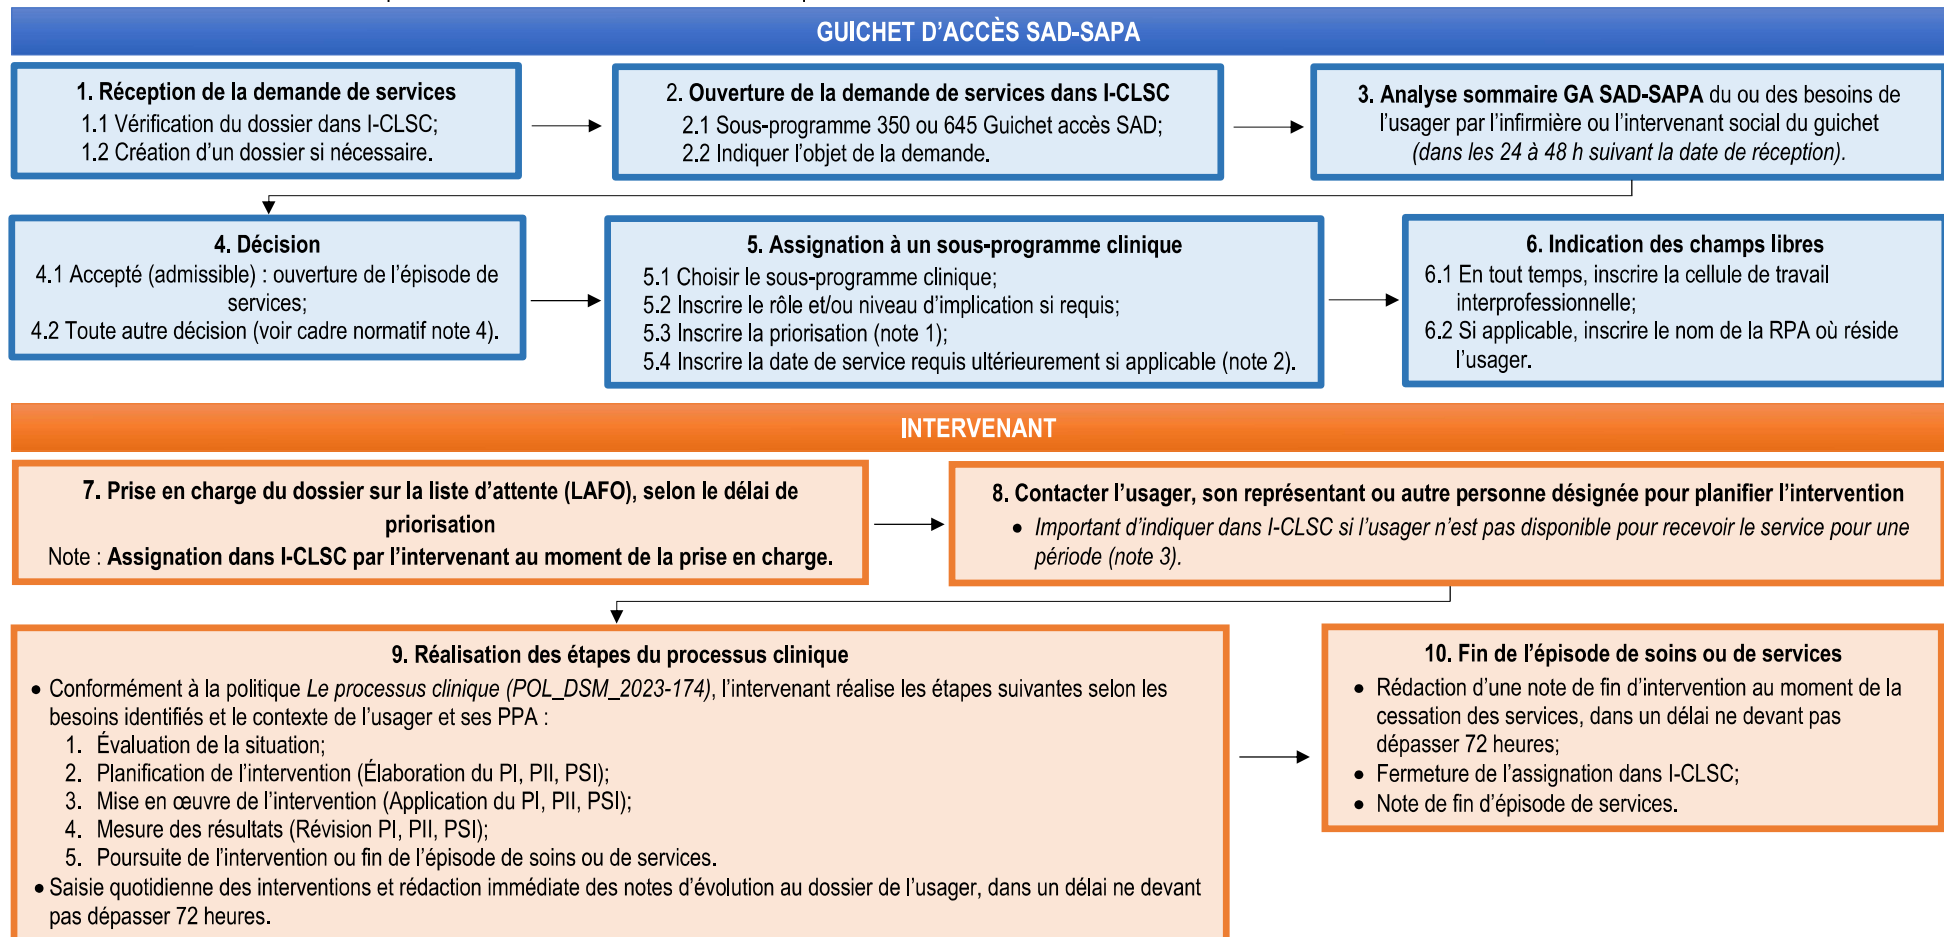 GUICHET D’ACCÈS SAD-SAPA
1. Réception de la demande de services
1.1 Vérification du dossier dans I-CLSC;
1.2 Création d’un dossier si nécessaire.
2. Ouverture de la demande de services dans I-CLSC
2.1 Sous-programme 350 ou 645 Guichet accès SAD;
2.2 Indiquer l’objet de la demande.
3. Analyse sommaire GA SAD-SAPA du ou des besoins de
l’usager par l’infirmière ou l’intervenant social du guichet
(dans les 24 à 48 h suivant la date de réception).
4. Décision
4.1 Accepté (admissible) : ouverture de l’épisode de
services;
4.2 Toute autre décision (voir cadre normatif note 4).
5. Assignation à un sous-programme clinique
5.1 Choisir le sous-programme clinique;
5.2 Inscrire le rôle et/ou niveau d’implication si requis;
5.3 Inscrire la priorisation (note 1);
5.4 Inscrire la date de service requis ultérieurement si applicable (note 2).
6. Indication des champs libres
6.1 En tout temps, inscrire la cellule de travail
interprofessionnelle;
6.2 Si applicable, inscrire le nom de la RPA où réside
l’usager.
INTERVENANT
7. Prise en charge du dossier sur la liste d’attente (LAFO), selon le délai de
priorisation
Note : Assignation dans I-CLSC par l’intervenant au moment de la prise en charge.
8. Contacter l’usager, son représentant ou autre personne désignée pour planifier l’intervention
• Important d’indiquer dans I-CLSC si l’usager n’est pas disponible pour recevoir le service pour une
période (note 3).
9. Réalisation des étapes du processus clinique
• Conformément à la politique Le processus clinique (POL_DSM_2023-174), l’intervenant réalise les étapes suivantes selon les
besoins identifiés et le contexte de l’usager et ses PPA :
1. Évaluation de la situation;
2. Planification de l’intervention (Élaboration du PI, PII, PSI);
3. Mise en œuvre de l’intervention (Application du PI, PII, PSI);
4. Mesure des résultats (Révision PI, PII, PSI);
5. Poursuite de l’intervention ou fin de l’épisode de soins ou de services.
• Saisie quotidienne des interventions et rédaction immédiate des notes d’évolution au dossier de l’usager, dans un délai ne devant
pas dépasser 72 heures.
10. Fin de l’épisode de soins ou de services
• Rédaction d’une note de fin d’intervention au moment de la
cessation des services, dans un délai ne devant pas
dépasser 72 heures;
• Fermeture de l’assignation dans I-CLSC;
• Note de fin d’épisode de services.